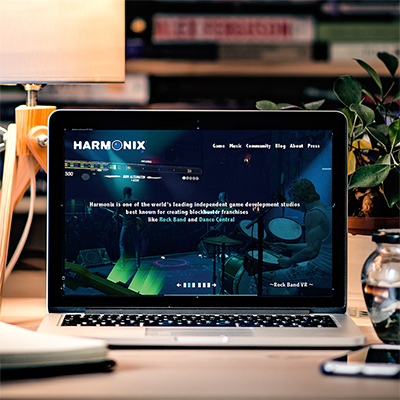 HARMONIX
Game Music Community Blog About Press
Harmonix is one of the world's leading independent game development studios
best known for creating blockbuster franchises
like Rock Band and Dance Central
~Rock Band VR~